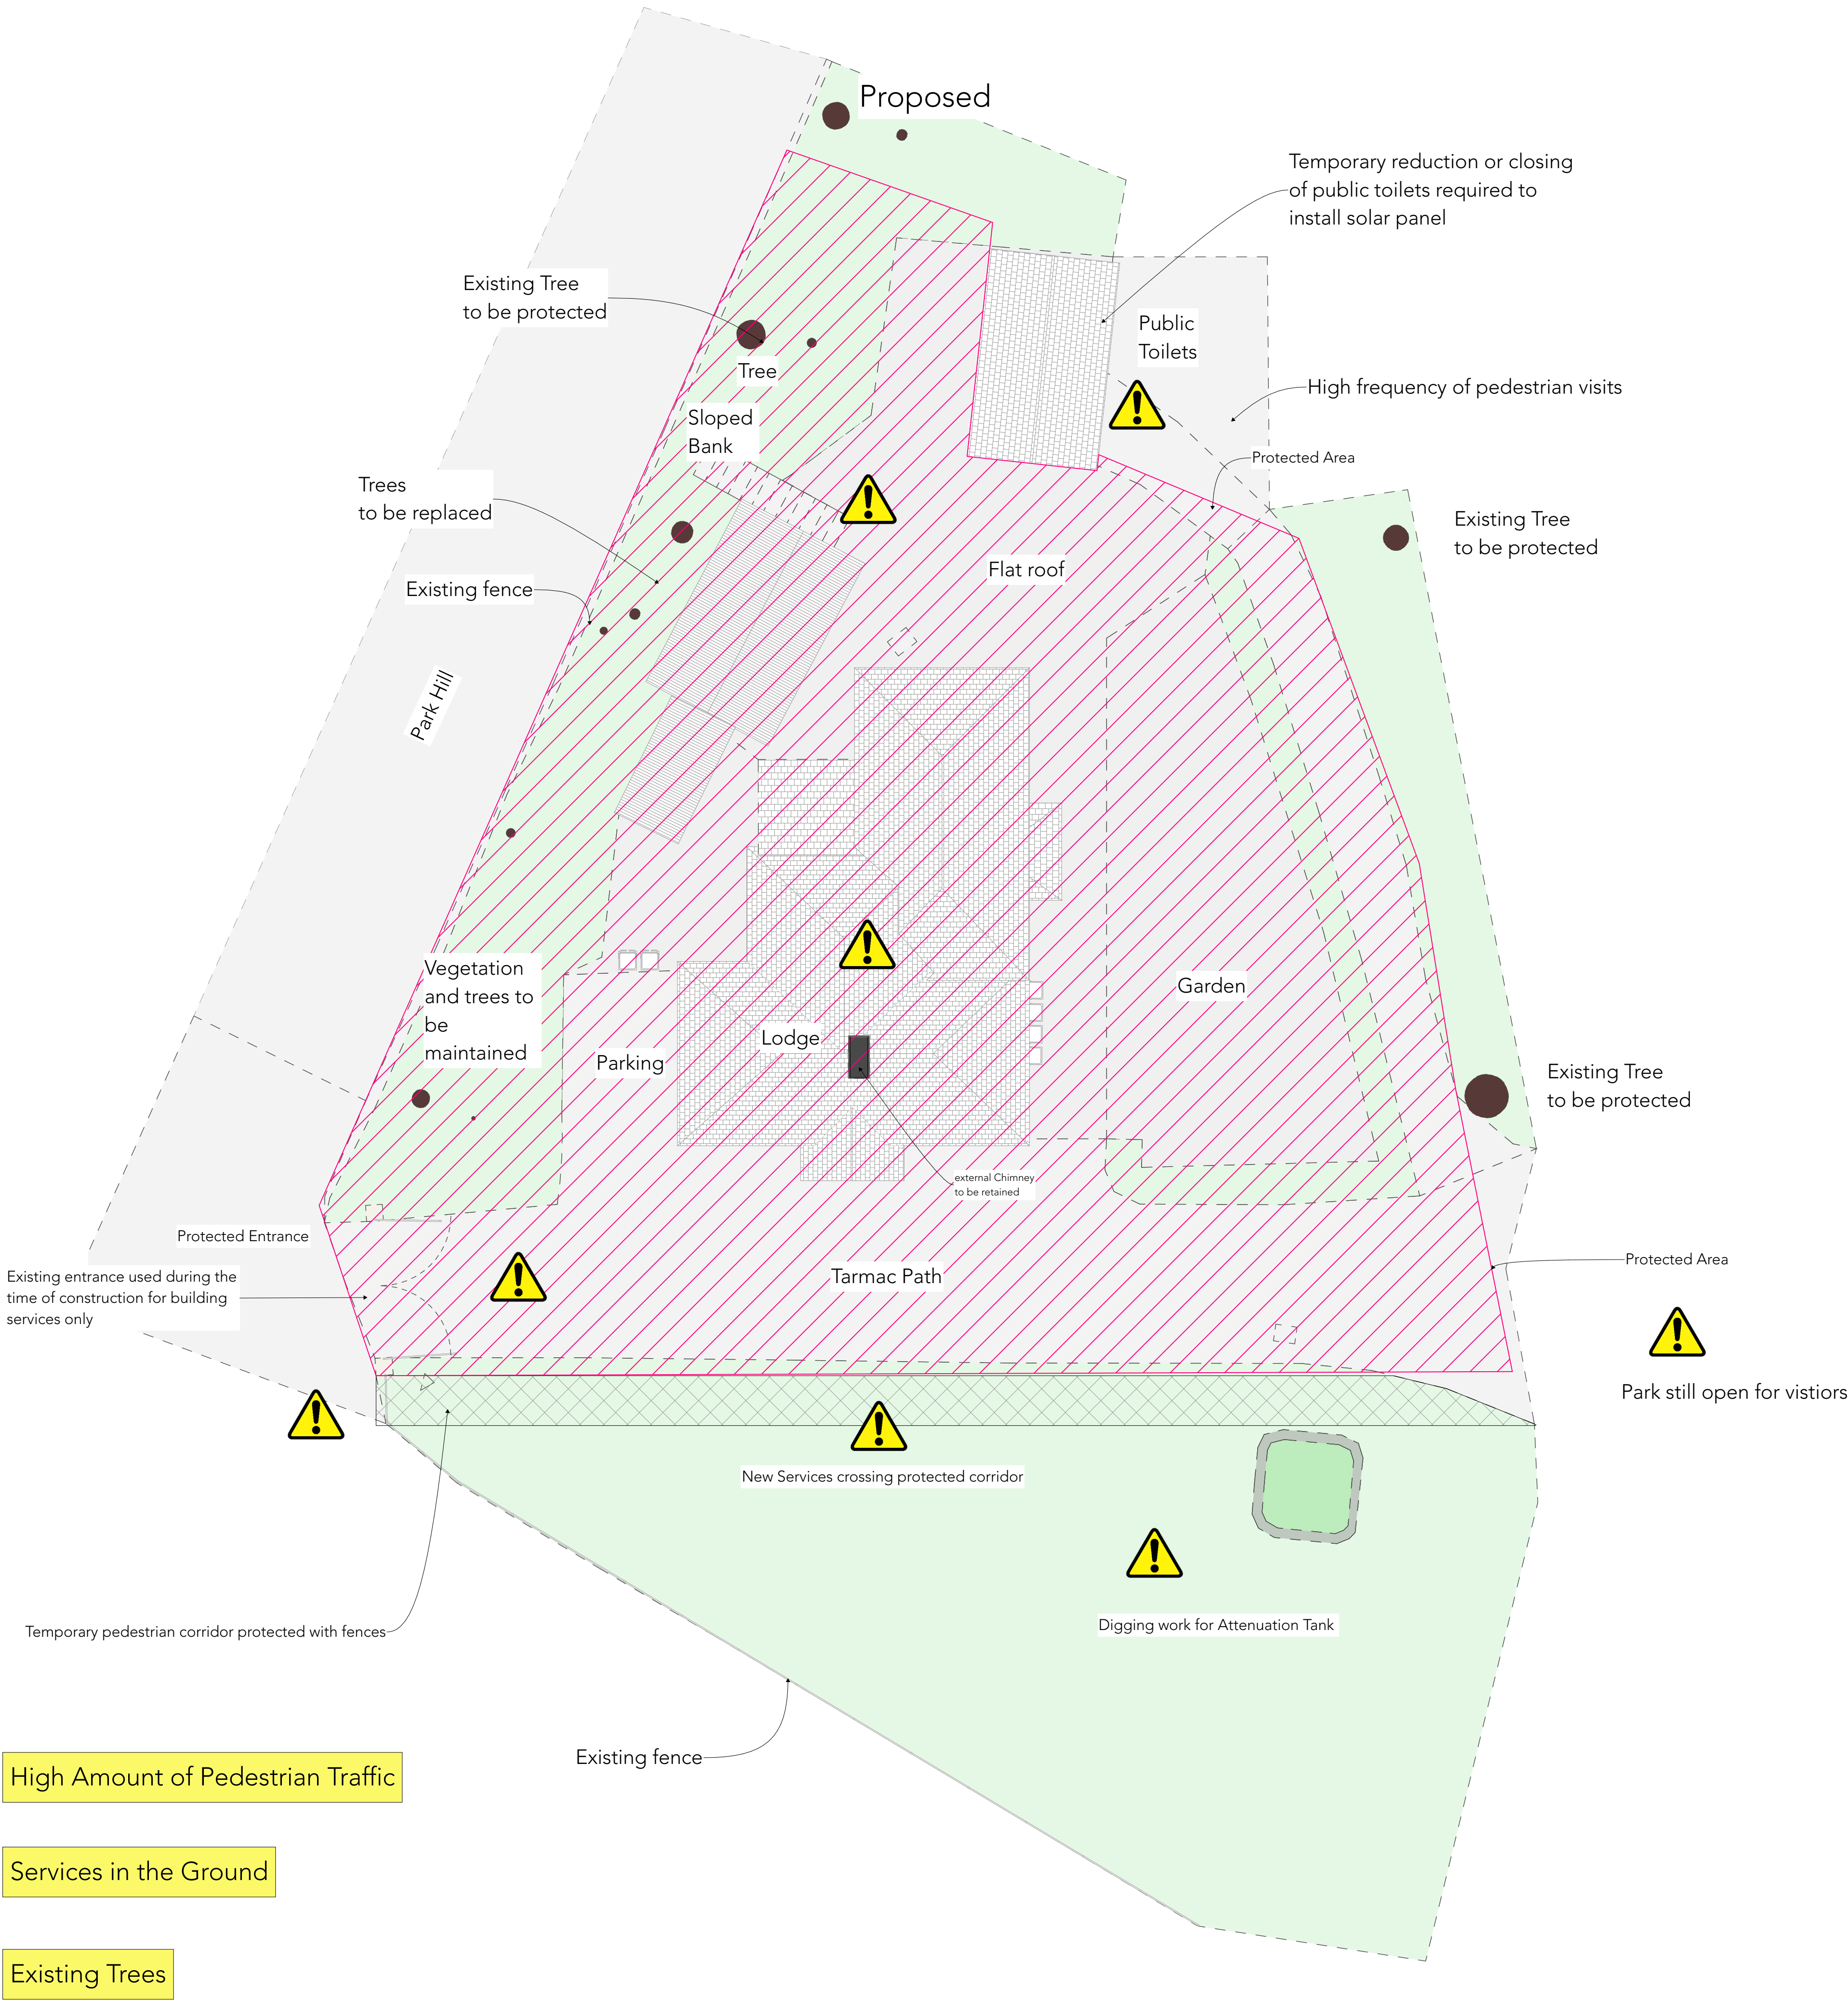 Proposed
Temporary reduction or closing
of public toilets required to
install solar panel
Existing Tree
to be protected
Public
Toilets
Tree
High frequency of pedestrian visits
Sloped
Bank
Protected Area
Trees
to be replaced
Existing Tree
to be protected
Flat roof
Existing fence
Park Hill
Vegetation
and trees to
be
maintained
Garden
Lodge
Parking
Existing Tree
to be protected
external Chimney
to be retained
Protected Entrance
Existing entrance used during the
time of construction for building
services only
Tarmac Path
Protected Area
Park still open for vistiors
New Services crossing protected corridor
Digging work for Attenuation Tank
Temporary pedestrian corridor protected with fences
Existing fence
High Amount of Pedestrian Traffic
Services in the Ground
Existing Trees